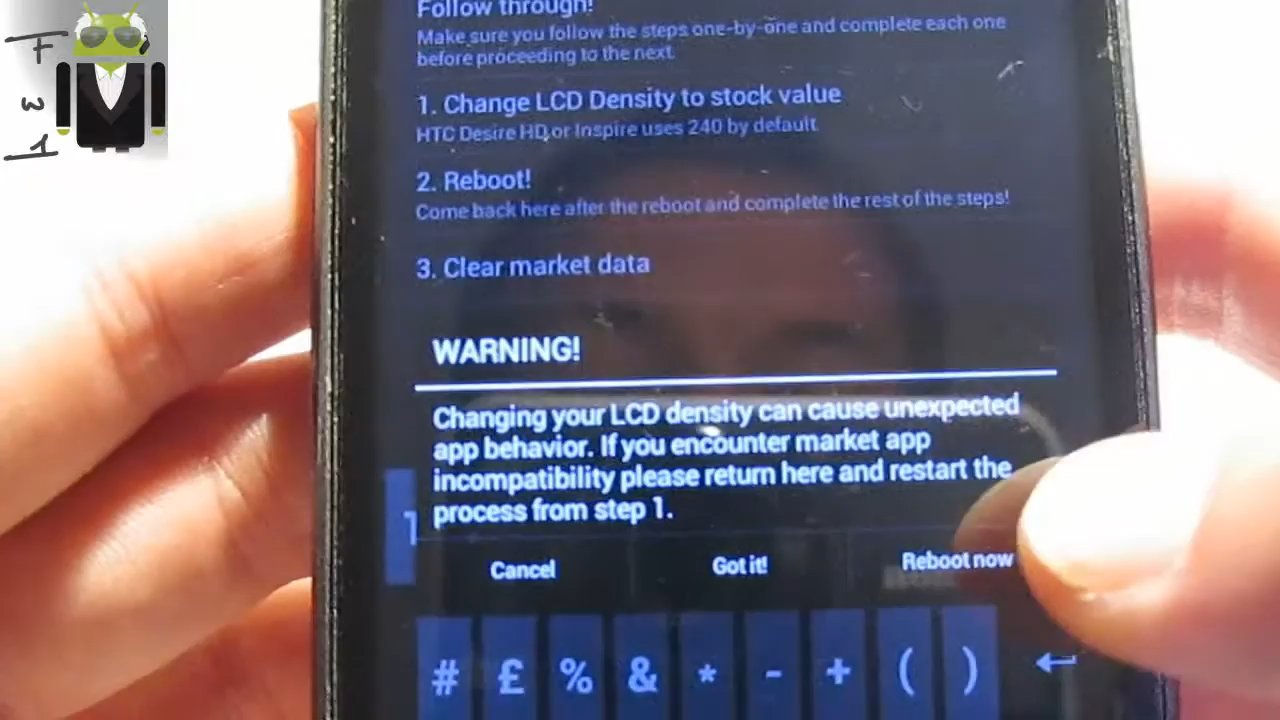 F
3
1
Follow through!
Make sure you follow the steps one-by-one and complete each one
before proceeding to the next.
1. Change LCD Density to stock value
HTC Desire HD or Inspire uses 240 by default
2. Reboot!
Come back here after the reboot and complete the rest of the steps!
3. Clear market data
WARNING!
Changing your LCD density can cause unexpected
app behavior. If you encounter market app
incompatibility please return here and restart the
process from step 1.
1
Cancel Got it! Reboot now
# £ % & * - + ( )